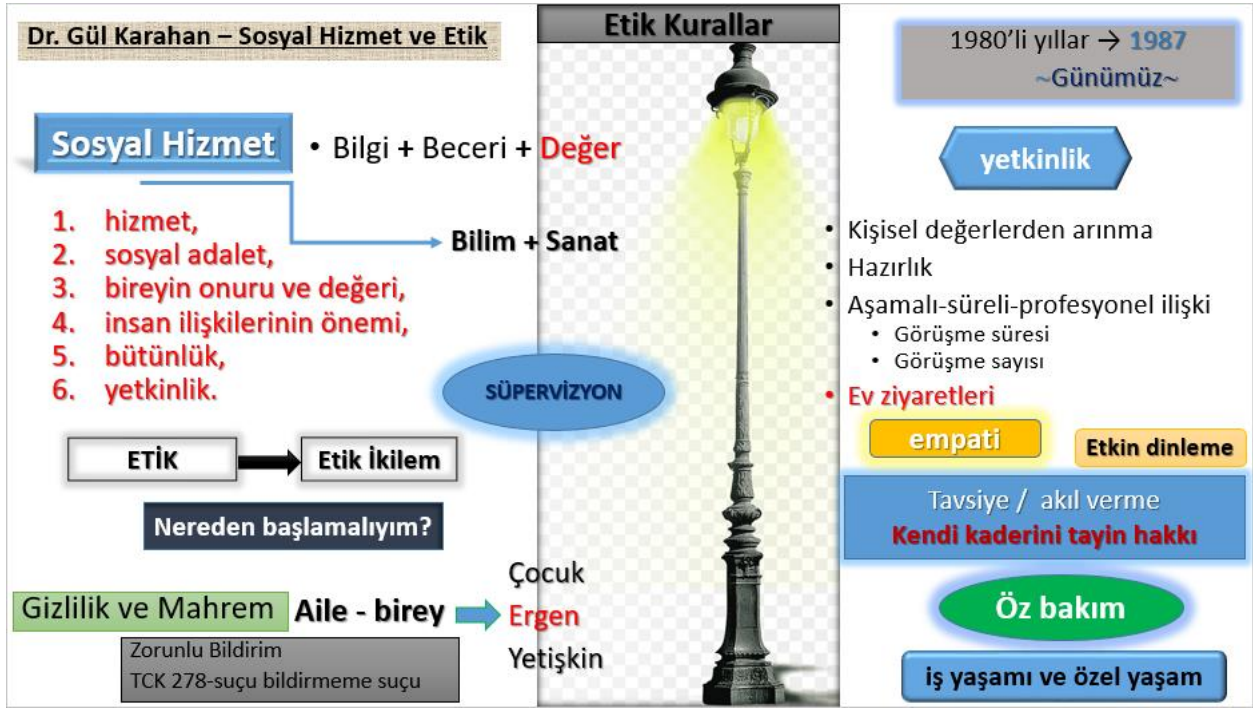 Dr. Gül Karahan – Sosyal Hizmet ve Etik
Sosyal Hizmet
• Bilgi + Beceri + Değer
Bilim + Sanat
1. hizmet,
2. sosyal adalet,
3. bireyin onuru ve değeri,
4. insan ilişkilerinin önemi,
5. bütünlük,
6. yetkinlik.
SÜPERVİZYON
ETİK
Etik İkilem
Nereden başlamalıyım?
Gizlilik ve Mahrem
Aile - birey
Çocuk
Ergen
Yetişkin
Zorunlu Bildirim
TCK 278-suçu bildirmeme suçu
Etik Kurallar
1980’li yıllar → 1987
~Günümüz~
yetkinlik
• Kişisel değerlerden arınma
• Hazırlık
• Aşamalı-süreli-profesyonel ilişki
• Görüşme süresi
• Görüşme sayısı
• Ev ziyaretleri
empati
Etkin dinleme
Tavsiye / akıl verme
Kendi kaderini tayin hakkı
Öz bakım
iş yaşamı ve özel yaşam